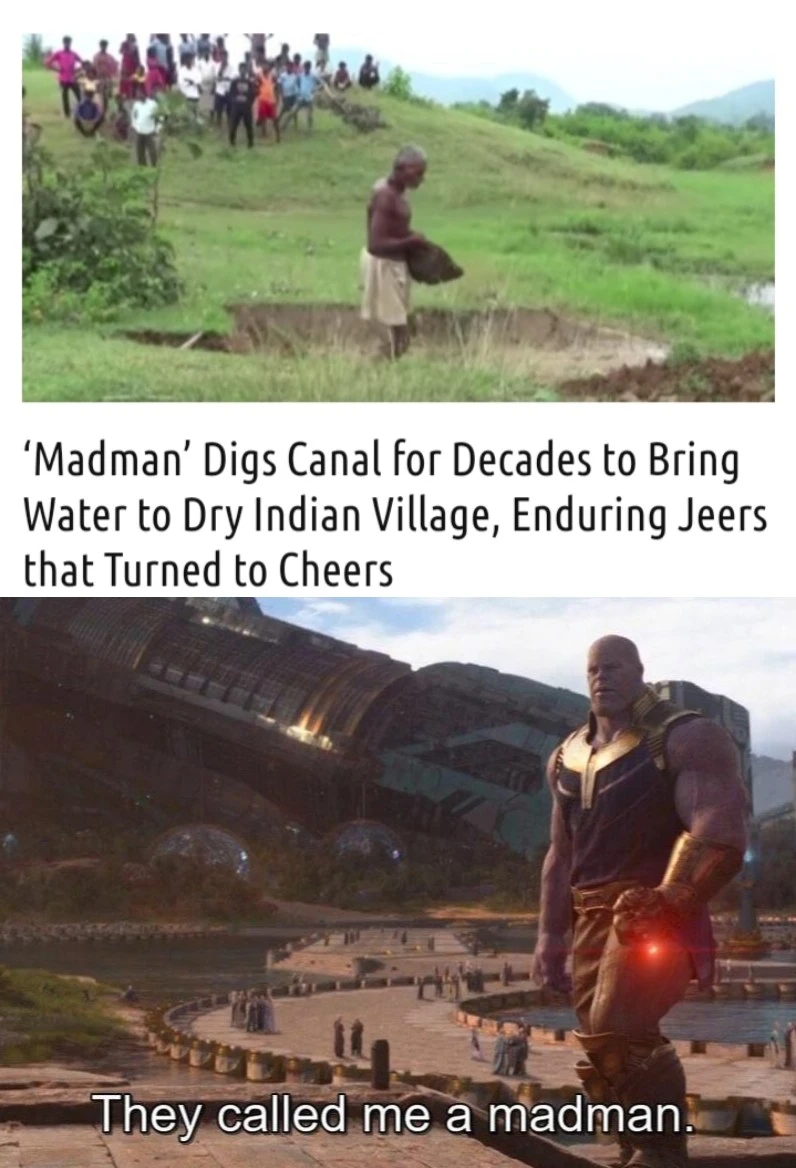 ‘Madman’ Digs Canal for Decades to Bring
Water to Dry Indian Village, Enduring Jeers
that Turned to Cheers
They called me a madman.